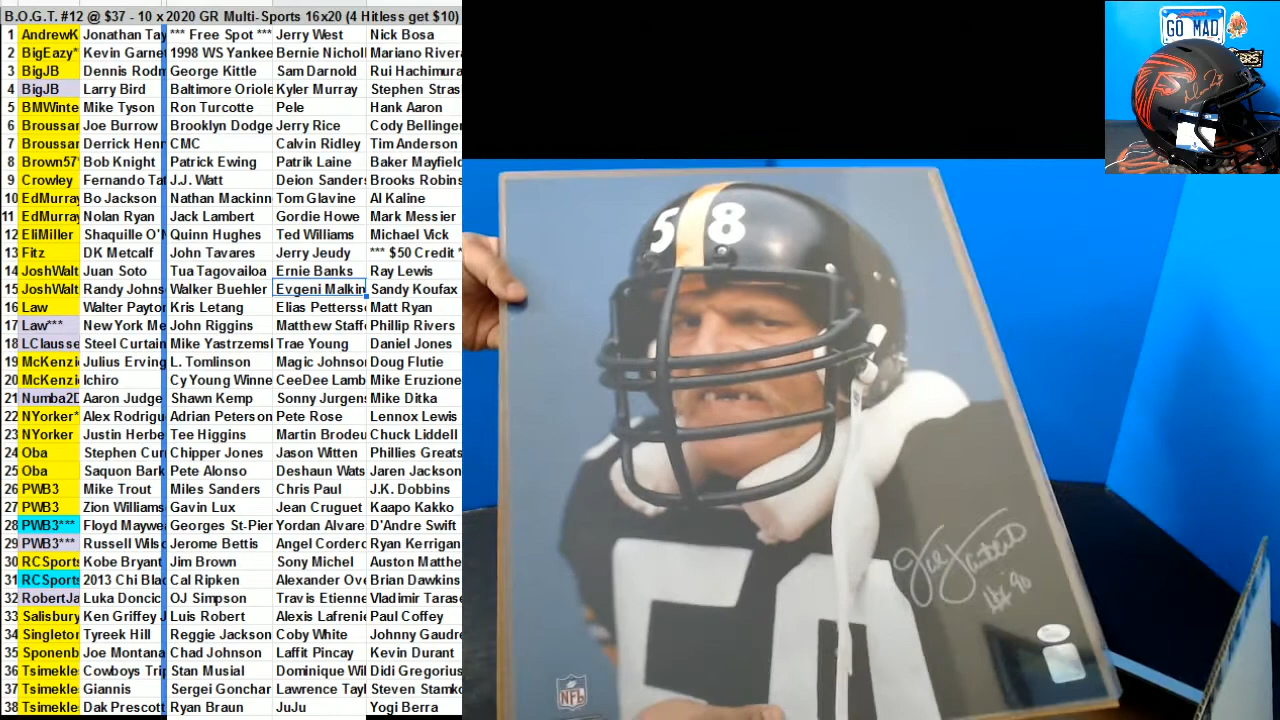 B.O.G.T. #12 @ $37 - 10 x 2020 GR Multi-Sports 16x20 (4 Hitless get $10)
1 AndrewK Jonathan Tay *** Free Spot *** Jerry West Nick Bosa
2 BigEazy* Kevin Garne 1998 WS Yankee Bernie Nicholl Mariano Rivera
3 BigJB Dennis Rodm George Kittle Sam Darnold Rui Hachimura
4 BigJB Larry Bird Baltimore Oriole Kyler Murray Stephen Stras
5 BMWinte Mike Tyson Ron Turcotte Pele Hank Aaron
6 Broussar Joe Burrow Brooklyn Dodge Jerry Rice Cody Bellinger
7 Broussar Derrick Henr CMC Calvin Ridley Tim Anderson
8 Brown57* Bob Knight Patrick Ewing Patrik Laine Baker Mayfield
9 Crowley Fernando Tat J.J. Watt Deion Sanders Brooks Robins
10 EdMurray Bo Jackson Nathan Mackinn Tom Glavine Al Kaline
11 EdMurray Nolan Ryan Jack Lambert Gordie Howe Mark Messier
12 EliMiller Shaquille O'N Quinn Hughes Ted Williams Michael Vick
13 Fitz DK Metcalf John Tavares Jerry Jeudy *** $50 Credit *
14 JoshWalt Juan Soto Tua Tagovailoa Ernie Banks Ray Lewis
15 JoshWalt Randy Johns Walker Buehler Evgeni Malkin Sandy Koufax
16 Law Walter Payto Kris Letang Elias Petterss Matt Ryan
17 Law*** New York Me John Riggins Matthew Staff Phillip Rivers
18 LClausse Steel Curtain Mike Yastrzemsl Trae Young Daniel Jones
19 McKenzi Julius Erving L. Tomlinson Magic Johnso Doug Flutie
20 McKenzi Ichiro Cy Young Winne CeeDee Lamb Mike Eruzione
21 Numba2D Aaron Judge Shawn Kemp Sonny Jurgens Mike Ditka
22 NYorker* Alex Rodrigu Adrian Peterson Pete Rose Lennox Lewis
23 NYorker Justin Herbe Tee Higgins Martin Brodeu Chuck Liddell
24 Oba Stephen Cur Chipper Jones Jason Witten Phillies Greats
25 Oba Saquon Bark Pete Alonso Deshaun Wats Jaren Jackson
26 PWB3 Mike Trout Miles Sanders Chris Paul J.K. Dobbins
27 PWB3 Zion Williams Gavin Lux Jean Cruguet Kaapo Kakko
28 PWB3*** Floyd Maywea Georges St-Pier Yordan Alvare D'Andre Swift
29 PWB3*** Russell Wilso Jerome Bettis Angel Cordero Ryan Kerrigan
30 RCSports Kobe Bryant Jim Brown Sony Michel Auston Matthe
31 RCSports 2013 Chi Blac Cal Ripken Alexander Ove Brian Dawkins
32 RobertJa Luka Doncic OJ Simpson Travis Etienne Vladimir Tarase
33 Salisbury Ken Griffey J Luis Robert Alexis Lafrenie Paul Coffey
34 Singleton Tyreek Hill Reggie Jackson Coby White Johnny Gaudre
35 Sponenb Joe Montana Chad Johnson Laffit Pincay Kevin Durant
36 Tsimekle Cowboys Trip Stan Musial Dominique Wil Didi Gregorius
37 Tsimekle Giannis Sergei Gonchar Lawrence Tayl Steven Stamko
38 Tsimekle Dak Prescott Ryan Braun JuJu Yogi Berra
GO MAD
58
Jack Lambert
HOF 90
58
NFL